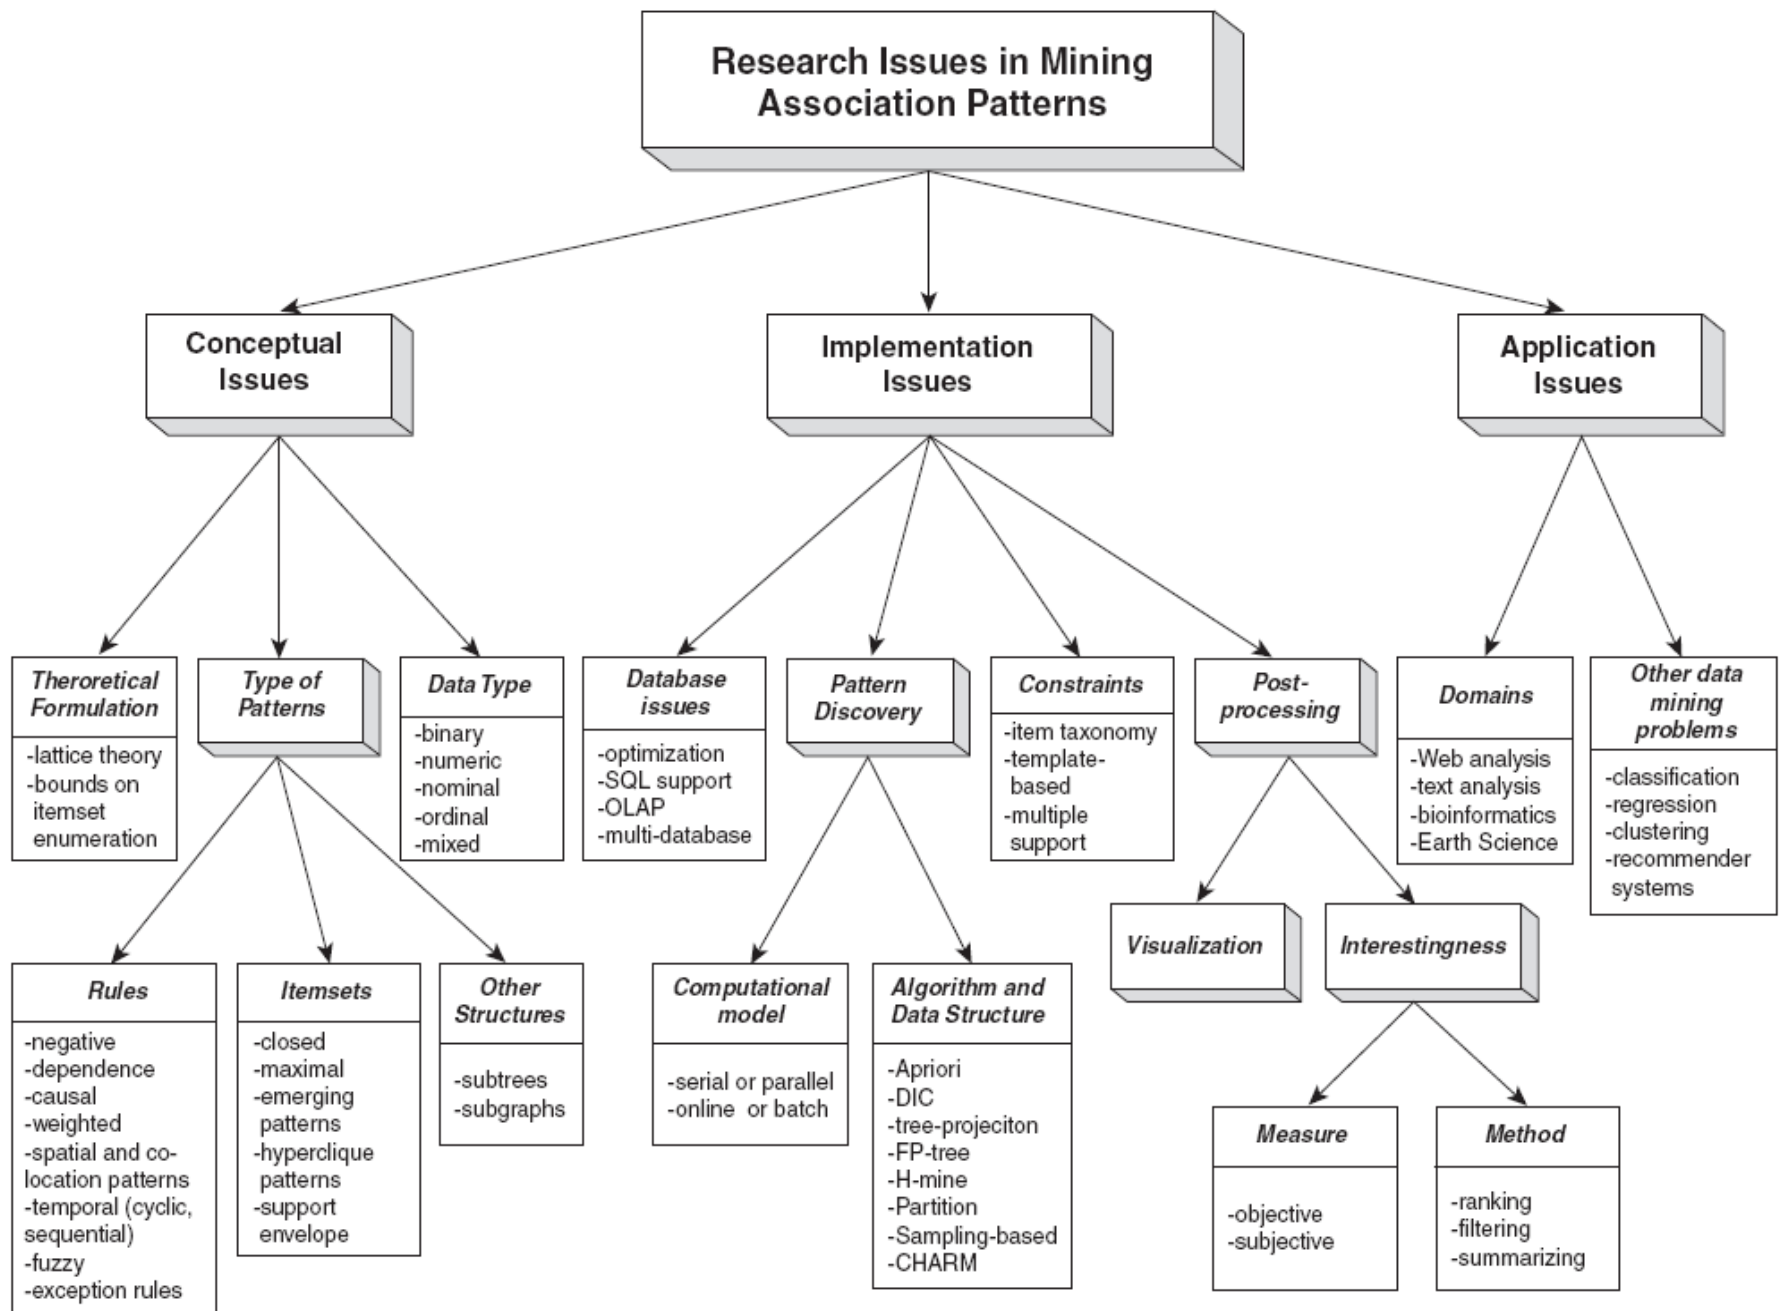 Research Issues in Mining
Association Patterns
Conceptual
Issues
Implementation
Issues
Application
Issues
Theroretical
Formulation
-lattice theory
-bounds on
itemset
enumeration
Type of
Patterns
Data Type
-binary
-numeric
-nominal
-ordinal
-mixed
Database
issues
-optimization
-SQL support
-OLAP
-multi-database
Pattern
Discovery
Constraints
-item taxonomy
-template-
based
-multiple
support
Post-
processing
Domains
-Web analysis
-text analysis
-bioinformatics
-Earth Science
Other data
mining
problems
-classification
-regression
-clustering
-recommender
systems
Rules
-negative
-dependence
-causal
-weighted
-spatial and co-
location patterns
-temporal (cyclic,
sequential)
-fuzzy
-exception rules
Itemsets
-closed
-maximal
-emerging
patterns
-hyperclique
patterns
-support
envelope
Other
Structures
-subtrees
-subgraphs
Computational
model
-serial or parallel
-online or batch
Algorithm and
Data Structure
-Apriori
-DIC
-tree-projeciton
-FP-tree
-H-mine
-Partition
-Sampling-based
-CHARM
Visualization
Interestingness
Measure
-objective
-subjective
Method
-ranking
-filtering
-summarizing